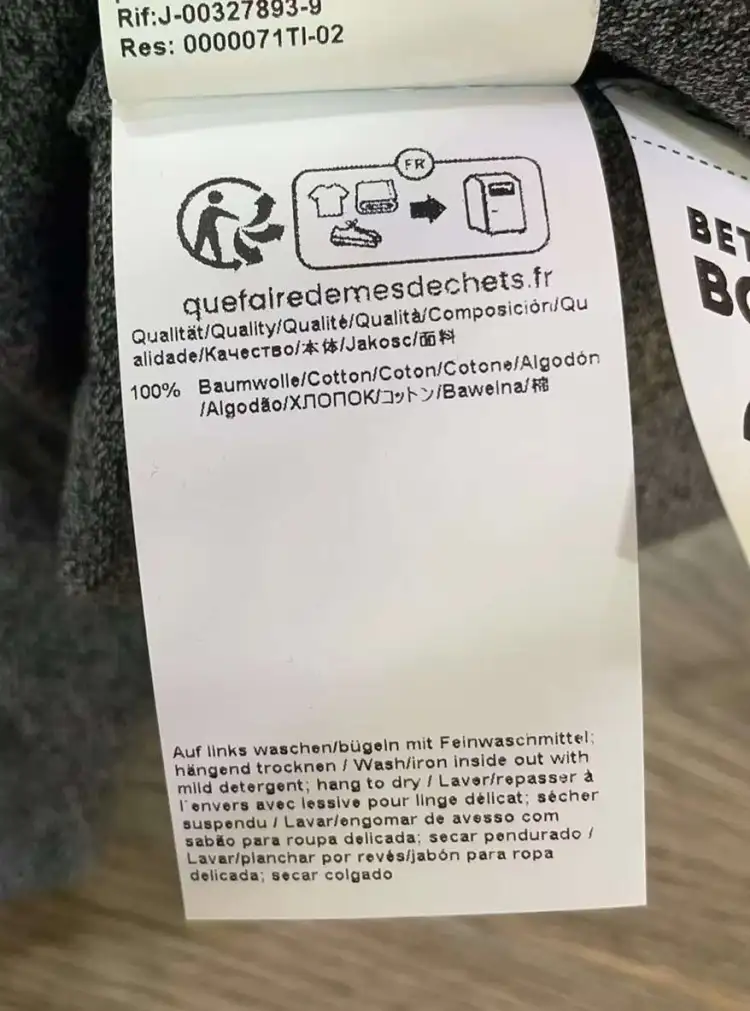 Rif:J-00327893-9
Res: 0000071TI-02
FR
quefairedemesdechets.fr
Qualität/Quality/Qualité/Qualità/Composición/Qu
alidade/Качество/本体/Jakosc/面料
100% Baumwolle/Cotton/Coton/Cotone/Algodón
/Algodão/ХЛОПОК/コットン/Bawelna/棉
Auf links waschen/bügeln mit Feinwaschmittel;
hängend trocknen / Wash/iron inside out with
mild detergent; hang to dry / Laver/repasser à
l'envers avec lessive pour linge délicat; sécher
suspendu / Lavar/engomar de avesso com
sabão para roupa delicada; secar pendurado /
Lavar/planchar por revés/jabón para ropa
delicada; secar colgado
BET
BO